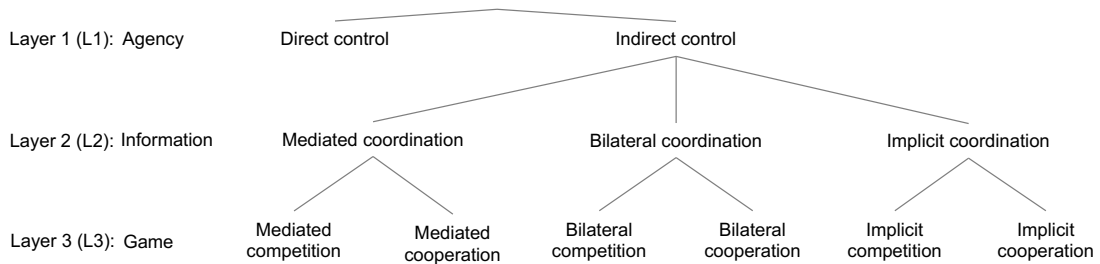 Layer 1 (L1): Agency Direct control Indirect control
Layer 2 (L2): Information Mediated coordination Bilateral coordination Implicit coordination
Layer 3 (L3): Game
Mediated
competition
Mediated
cooperation
Bilateral
competition
Bilateral
cooperation
Implicit
competition
Implicit
cooperation